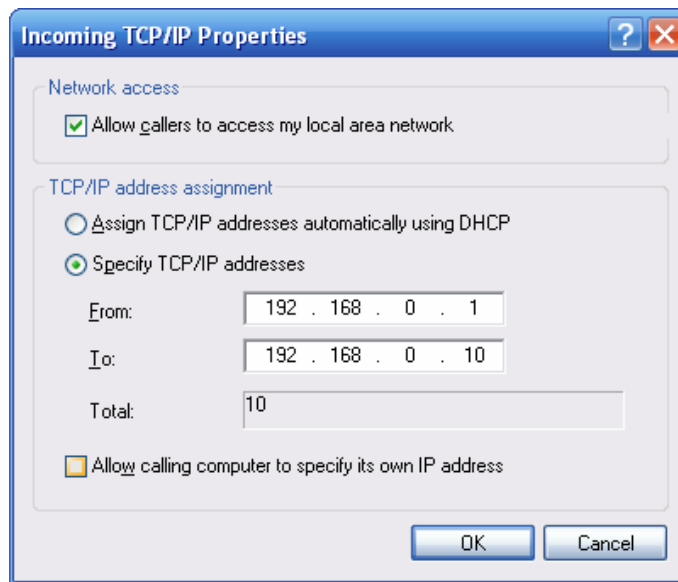 Incoming TCP/IP Properties
Network access
Allow callers to access my local area network
TCP/IP address assignment
Assign TCP/IP addresses automatically using DHCP
Specify TCP/IP addresses
From: 192 . 168 . 0 . 1
To: 192 . 168 . 0 . 10
Total: 10
Allow calling computer to specify its own IP address
OK Cancel